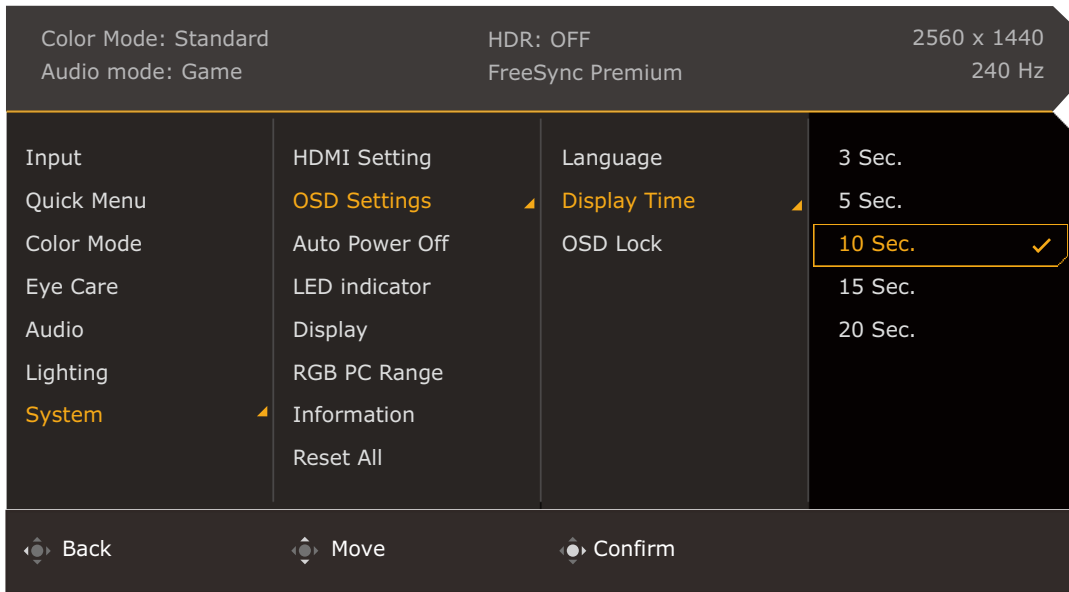 Color Mode: Standard
Audio mode: Game
HDR: OFF
FreeSync Premium
2560 x 1440
240 Hz
Input
Quick Menu
Color Mode
Eye Care
Audio
Lighting
System
HDMI Setting
OSD Settings
Auto Power Off
LED indicator
Display
RGB PC Range
Information
Reset All
Language
Display Time
OSD Lock
3 Sec.
5 Sec.
10 Sec.
15 Sec.
20 Sec.
Back
Move
Confirm